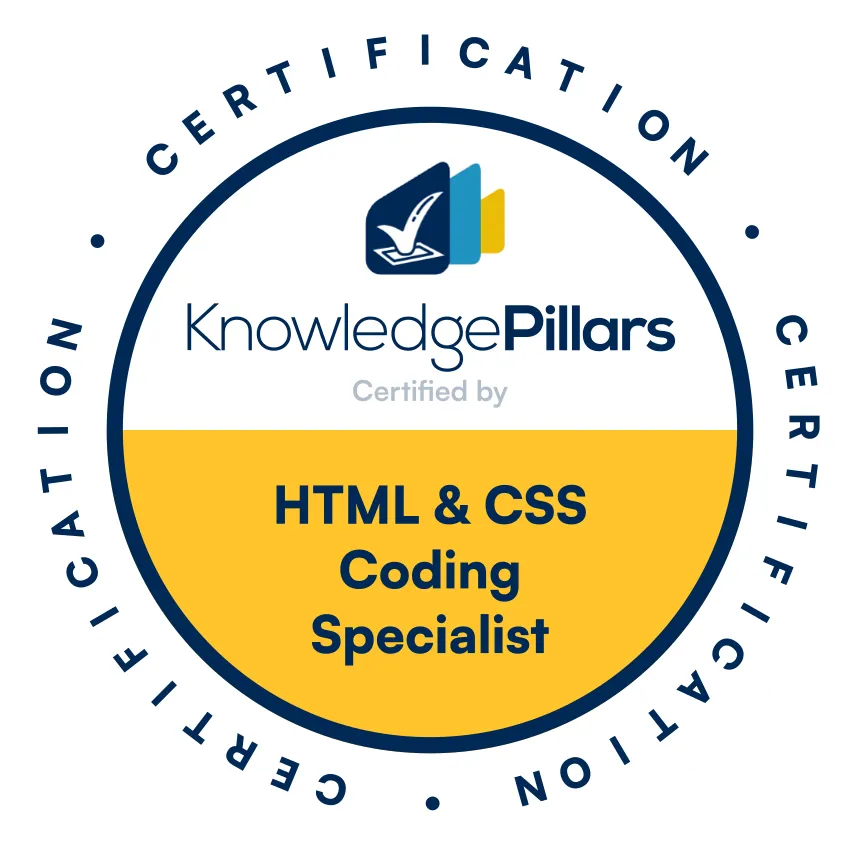 CERTIFICATION • CERTIFICATION • CERTIFICATION •
KnowledgePillars
Certified by
HTML & CSS
Coding
Specialist